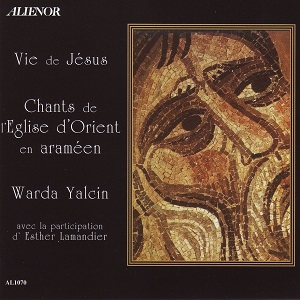 ALIENOR
Vie de Jésus
Chants de
l'Eglise d'Orient
en araméen
Warda Yalcin
avec la participation
d' Esther Lamandier
AL1070